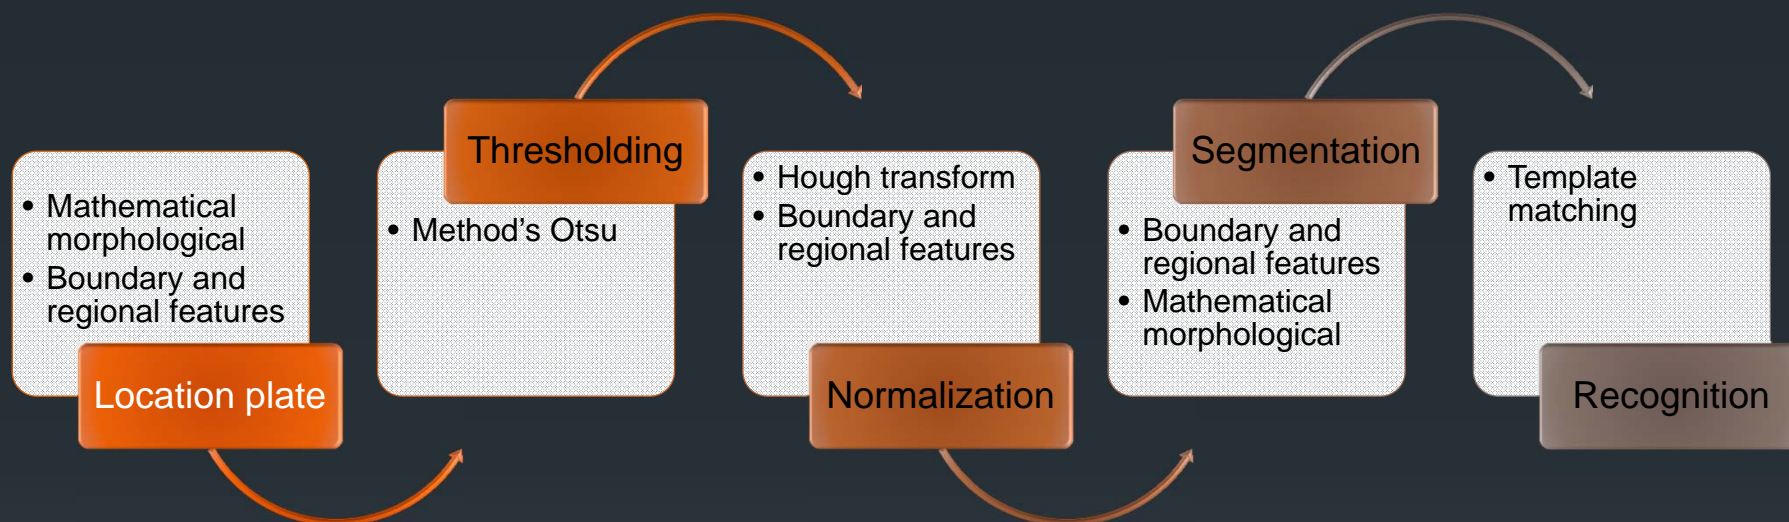 • Mathematical
morphological
• Boundary and
regional features
Location plate
Thresholding
• Method's Otsu
• Hough transform
• Boundary and
regional features
Normalization
Segmentation
• Boundary and
regional features
• Mathematical
morphological
• Template
matching
Recognition